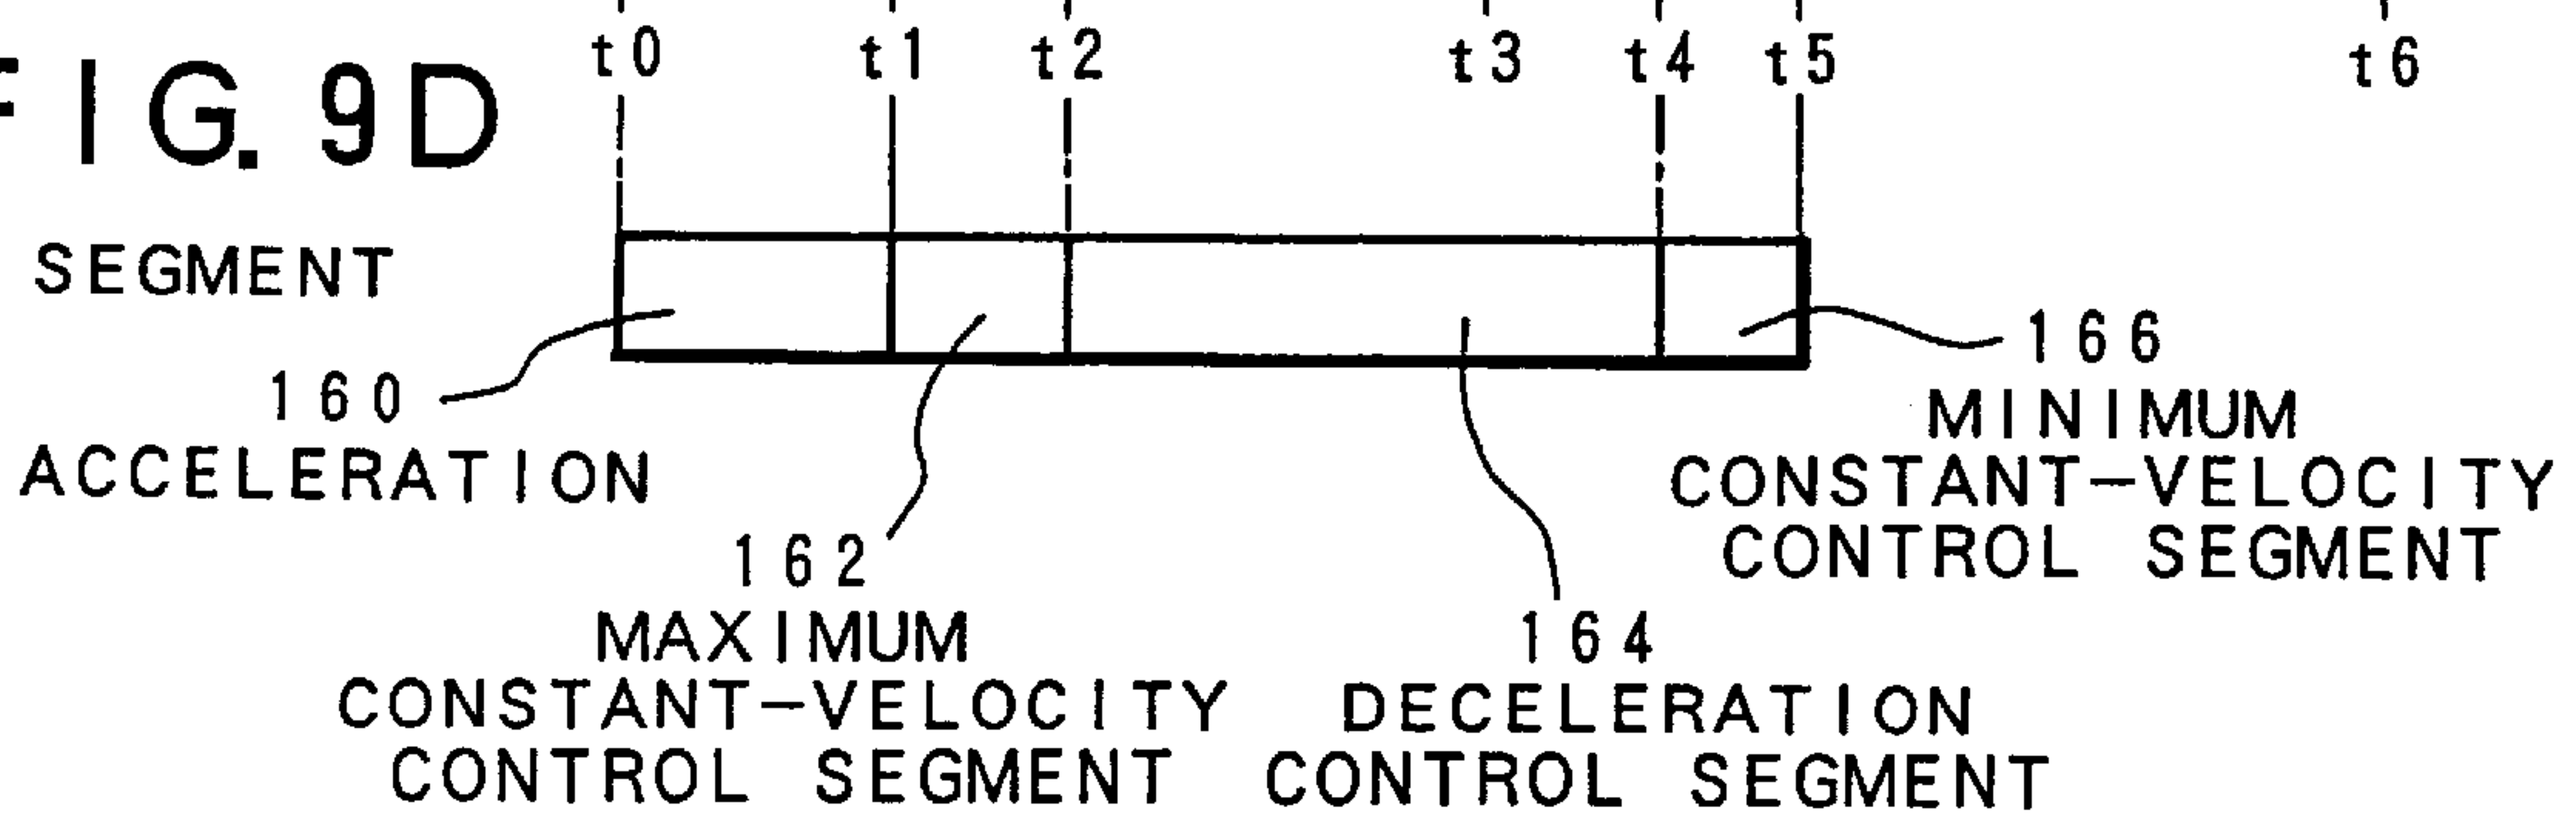 t0 t1 t2 t3 t4 t5 t6
FIG. 9D
SEGMENT
160
ACCELERATION
162
MAXIMUM
CONSTANT-VELOCITY
CONTROL SEGMENT
164
DECELERATION
CONTROL SEGMENT
166
MINIMUM
CONSTANT-VELOCITY
CONTROL SEGMENT